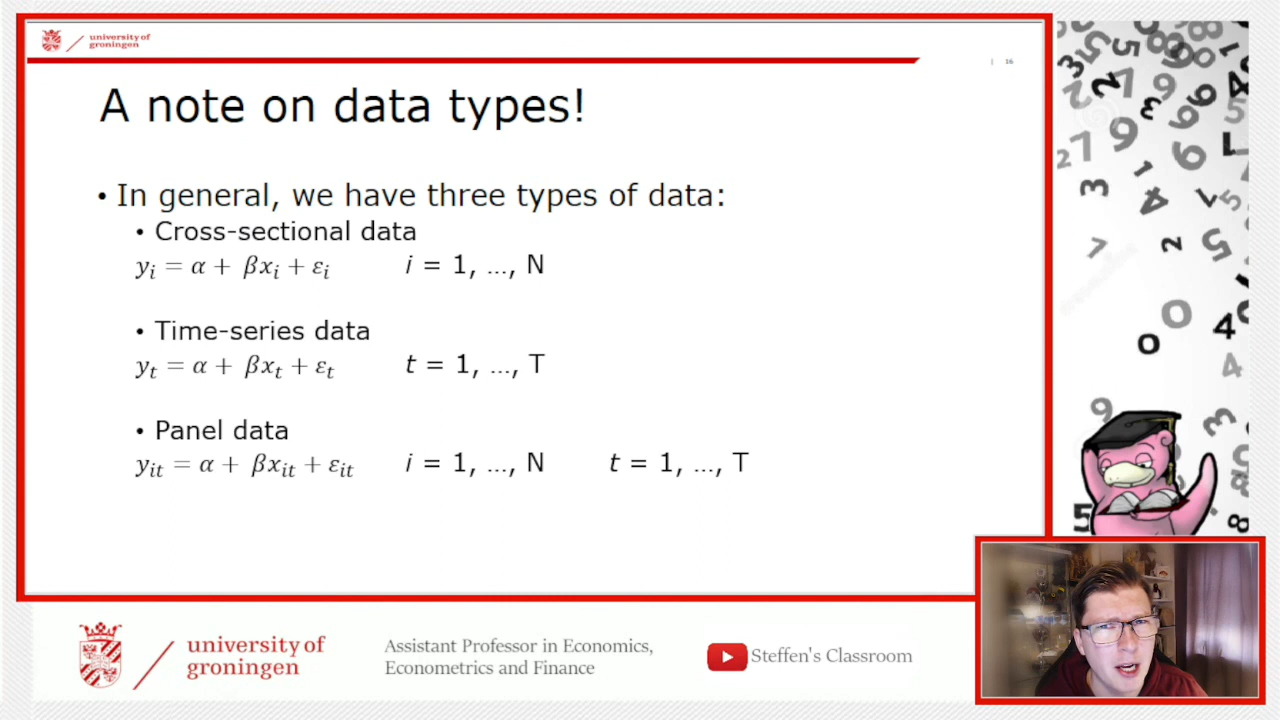 university of
groningen
| 16
A note on data types!
• In general, we have three types of data:
• Cross-sectional data
yᵢ = α + βxᵢ + εᵢ i = 1, …, N
• Time-series data
yₜ = α + βxₜ + εₜ t = 1, …, T
• Panel data
yᵢₜ = α + βxᵢₜ + εᵢₜ i = 1, …, N t = 1, …, T
university of
groningen
Assistant Professor in Economics,
Econometrics and Finance
Steffen's Classroom